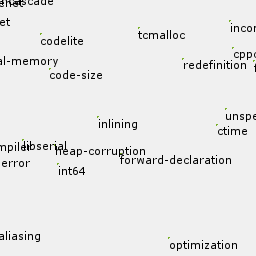 cascade
et
codelite
tcmalloc
incor
cppc
al-memory
redefinition
code-size
unspe
inlining
ctime
mpiler
libserial
heap-corruption
error
forward-declaration
int64
aliasing
optimization